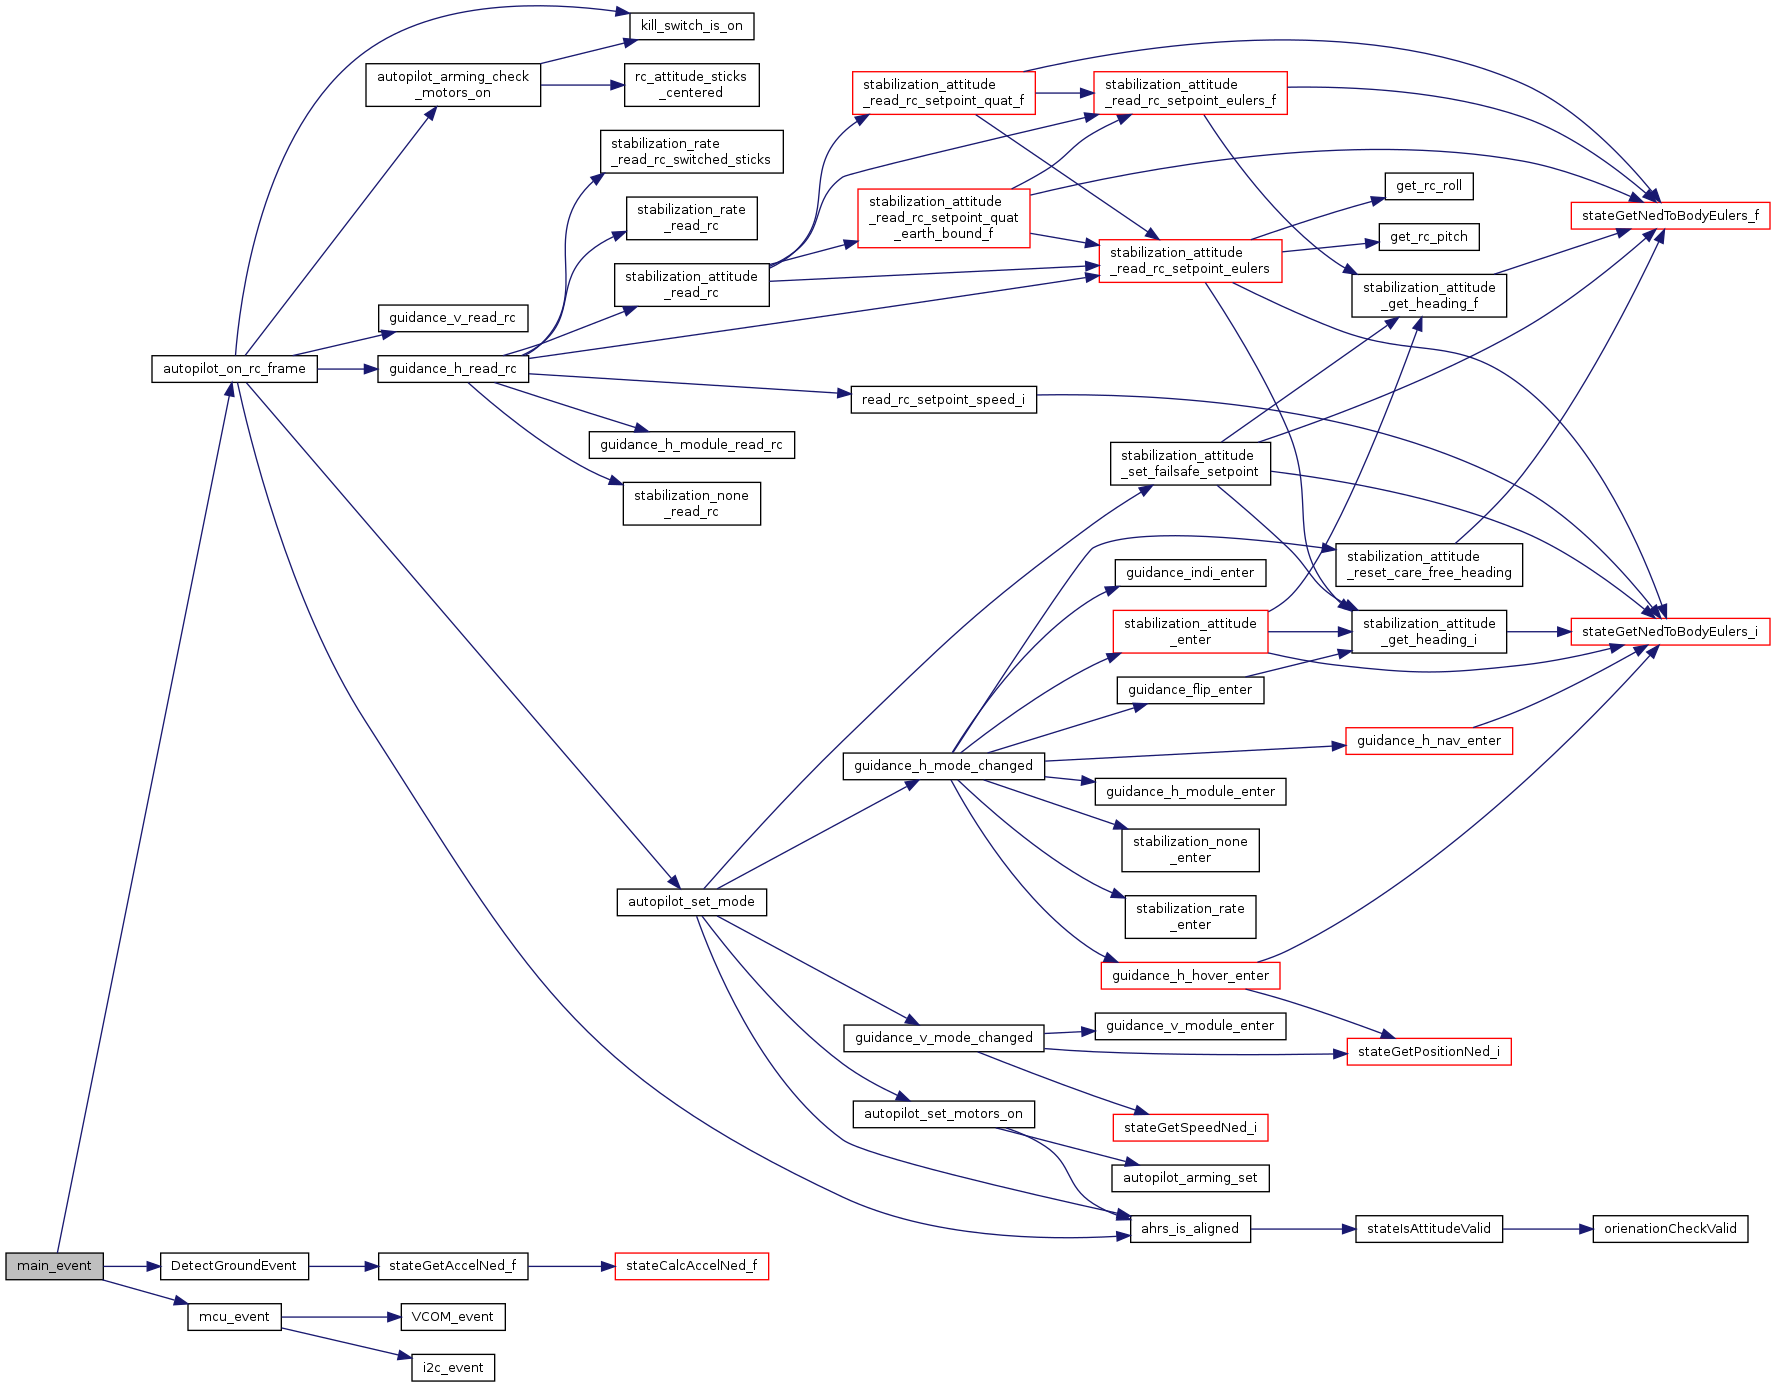 kill_switch_is_on
autopilot_arming_check
_motors_on
rc_attitude_sticks
_centered
stabilization_attitude
_read_rc_setpoint_quat_f
stabilization_attitude
_read_rc_setpoint_eulers_f
stabilization_rate
_read_rc_switched_sticks
get_rc_roll
stabilization_rate
_read_rc
stabilization_attitude
_read_rc_setpoint_quat
_earth_bound_f
stateGetNedToBodyEulers_f
get_rc_pitch
stabilization_attitude
_read_rc
stabilization_attitude
_read_rc_setpoint_eulers
stabilization_attitude
_get_heading_f
guidance_v_read_rc
autopilot_on_rc_frame
guidance_h_read_rc
read_rc_setpoint_speed_i
guidance_h_module_read_rc
stabilization_attitude
_set_failsafe_setpoint
stabilization_none
_read_rc
stabilization_attitude
_reset_care_free_heading
guidance_indi_enter
stabilization_attitude
_enter
stabilization_attitude
_get_heading_i
stateGetNedToBodyEulers_i
guidance_flip_enter
guidance_h_nav_enter
guidance_h_mode_changed
guidance_h_module_enter
stabilization_none
_enter
autopilot_set_mode
stabilization_rate
_enter
guidance_h_hover_enter
guidance_v_module_enter
guidance_v_mode_changed
stateGetPositionNed_i
autopilot_set_motors_on
stateGetSpeedNed_i
autopilot_arming_set
ahrs_is_aligned
stateIsAttitudeValid
orienationCheckValid
main_event
DetectGroundEvent
stateGetAccelNed_f
stateCalcAccelNed_f
mcu_event
VCOM_event
i2c_event